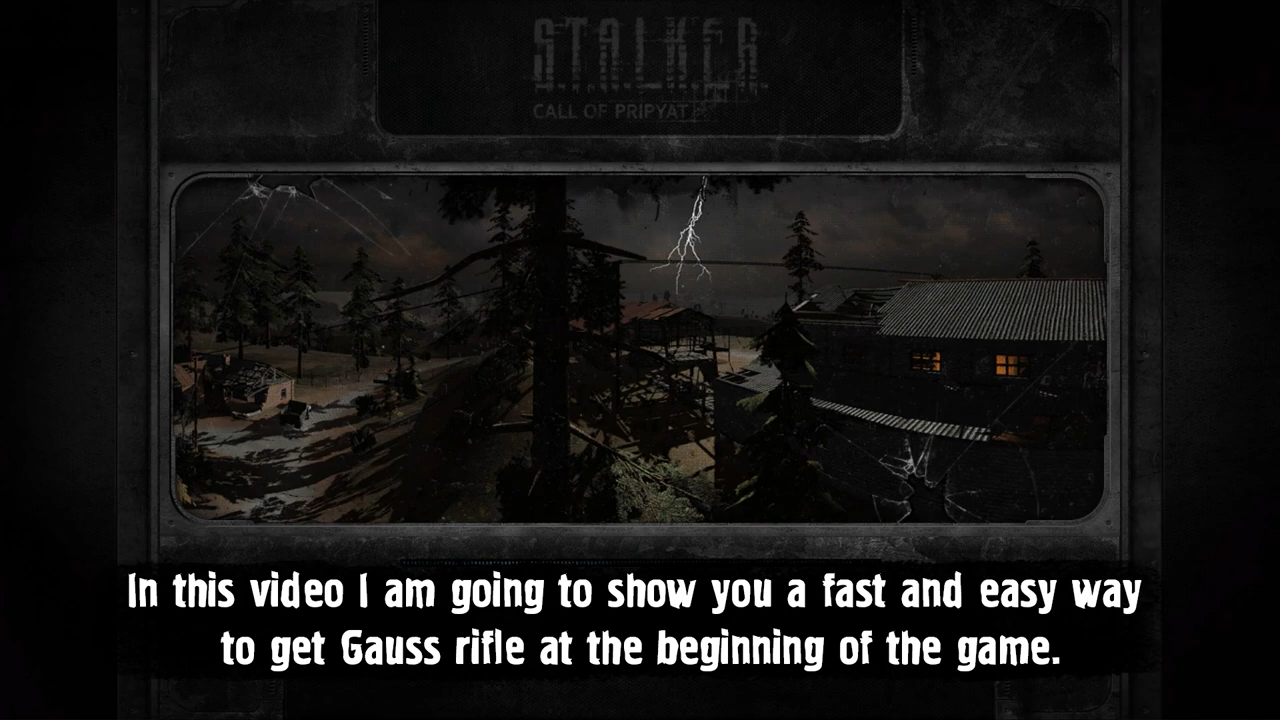 S.T.A.L.K.E.R.
CALL OF PRIPYAT
In this video I am going to show you a fast and easy way
to get Gauss rifle at the beginning of the game.